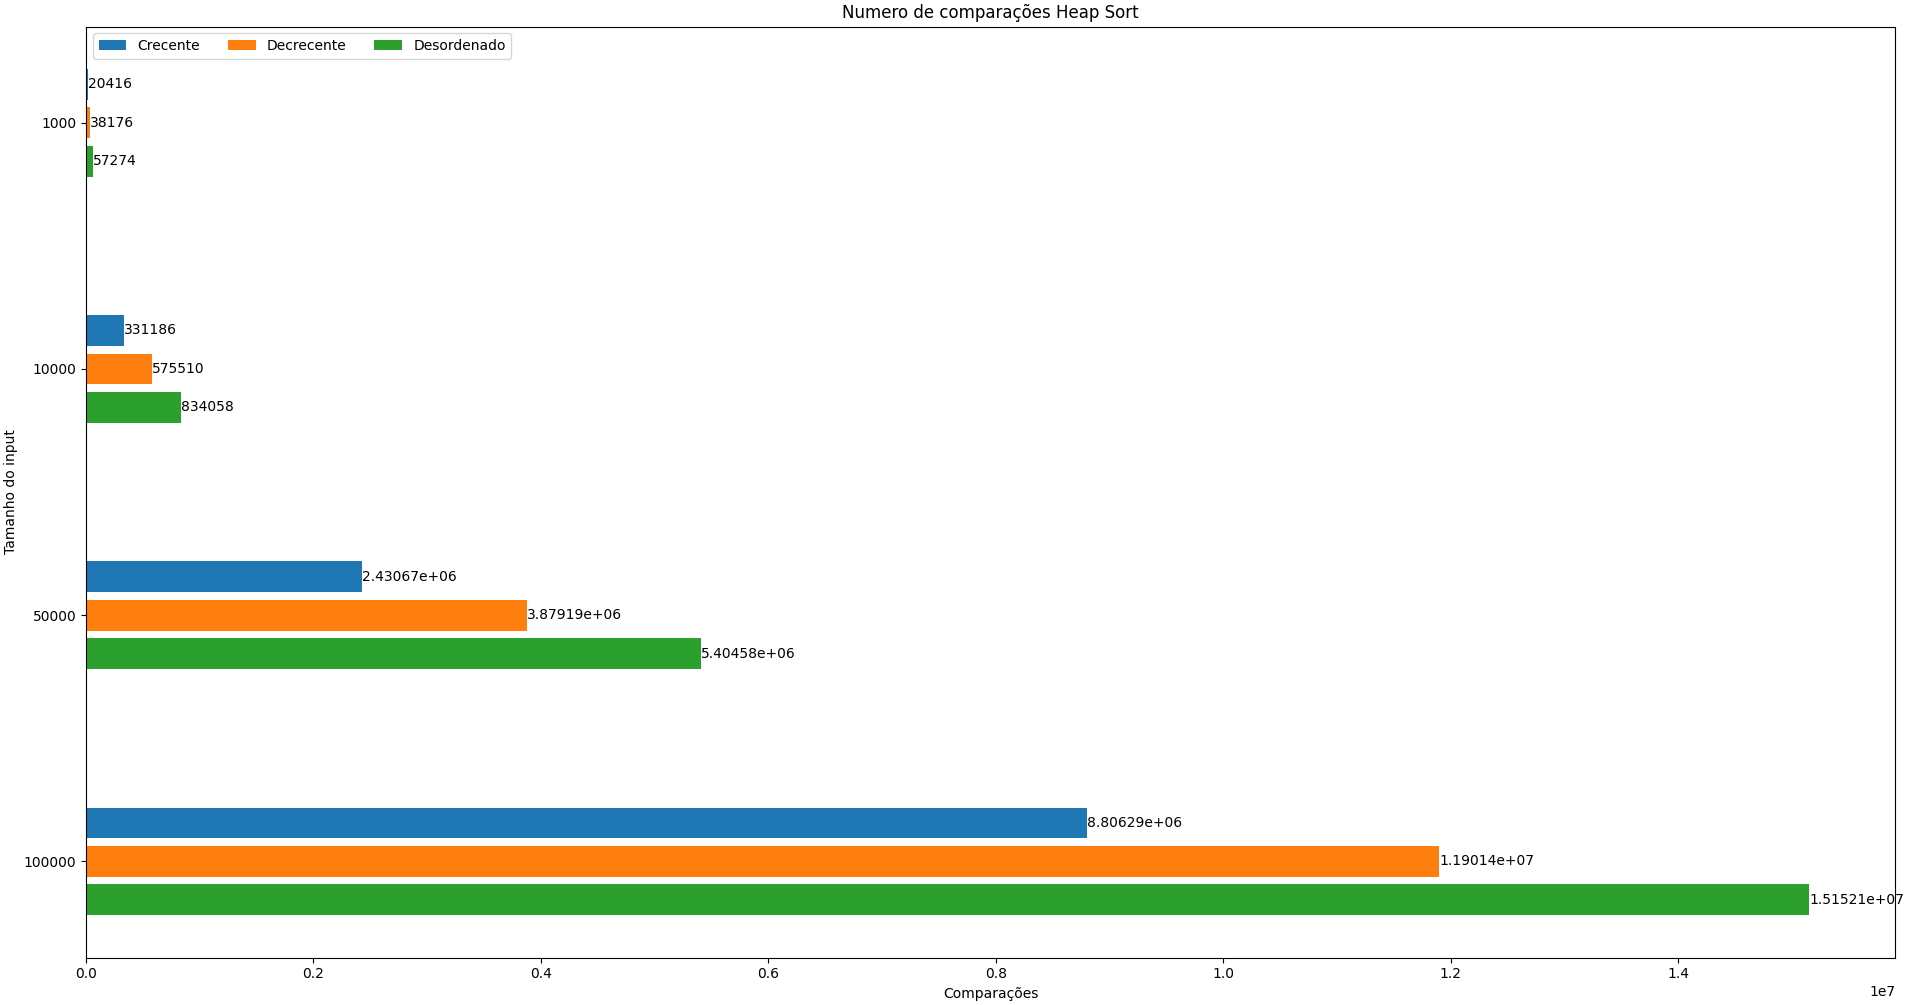 Numero de comparações Heap Sort
Crecente Decrecente Desordenado
20416
1000 38176
57274
331186
10000 575510
834058
Tamanho do input
2.43067e+06
50000 3.87919e+06
5.40458e+06
8.80629e+06
100000 1.19014e+07
1.51521e+07
0.0 0.2 0.4 0.6 0.8 1.0 1.2 1.4
Comparações 1e7